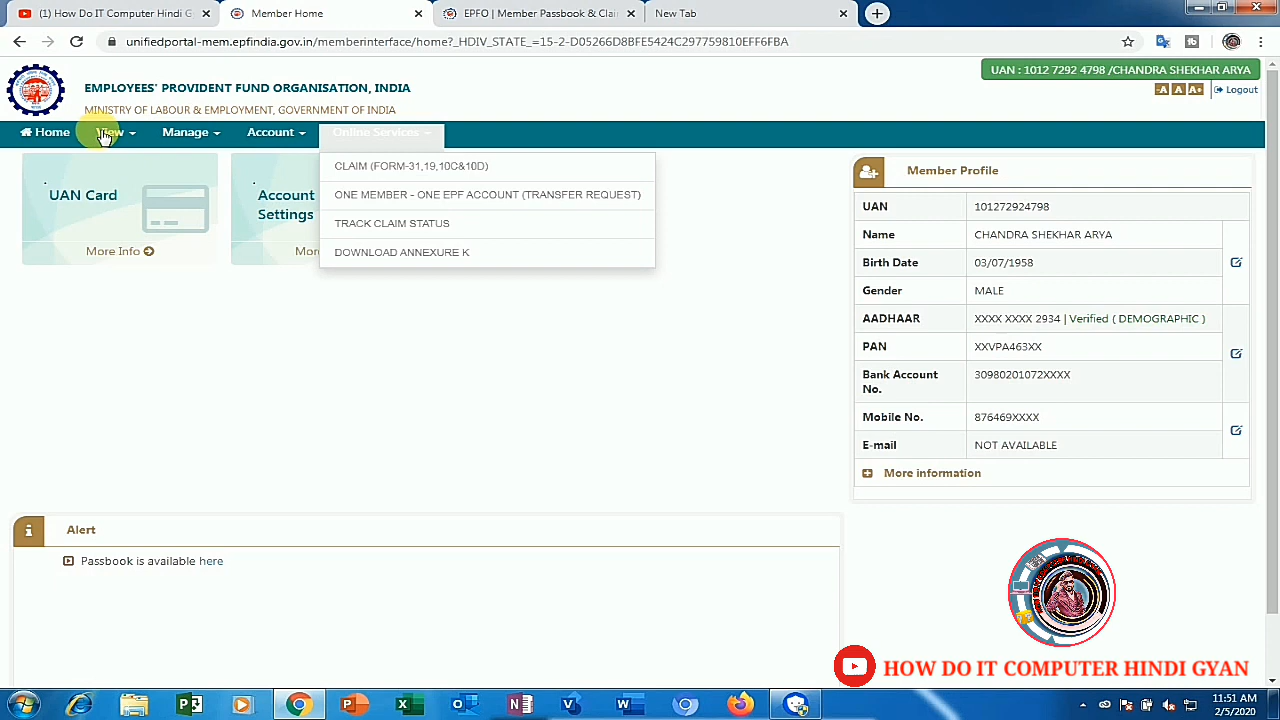 (1) How Do IT Computer Hindi G
Member Home
EPFO | Member Passbook & Clai
New Tab
unifiedportal-mem.epfindia.gov.in/memberinterface/home?_HDIV_STATE_=15-2-D05266D8BFE5424C297759810EFF6FBA
UAN : 1012 7292 4798 /CHANDRA SHEKHAR ARYA
EMPLOYEES' PROVIDENT FUND ORGANISATION, INDIA
MINISTRY OF LABOUR & EMPLOYMENT, GOVERNMENT OF INDIA
-A A A+ Logout
Home View Manage Account Online Services
CLAIM (FORM-31,19,10C&10D)
ONE MEMBER - ONE EPF ACCOUNT (TRANSFER REQUEST)
TRACK CLAIM STATUS
DOWNLOAD ANNEXURE K
UAN Card
More Info
Account
Settings
Mor
Member Profile
UAN 101272924798
Name CHANDRA SHEKHAR ARYA
Birth Date 03/07/1958
Gender MALE
AADHAAR XXXX XXXX 2934 | Verified ( DEMOGRAPHIC )
PAN XXVPA463XX
Bank Account No. 30980201072XXXX
Mobile No. 876469XXXX
E-mail NOT AVAILABLE
More information
Alert
Passbook is available here
HOW DO IT COMPUTER HINDI GYAN
11:51 AM
2/5/2020